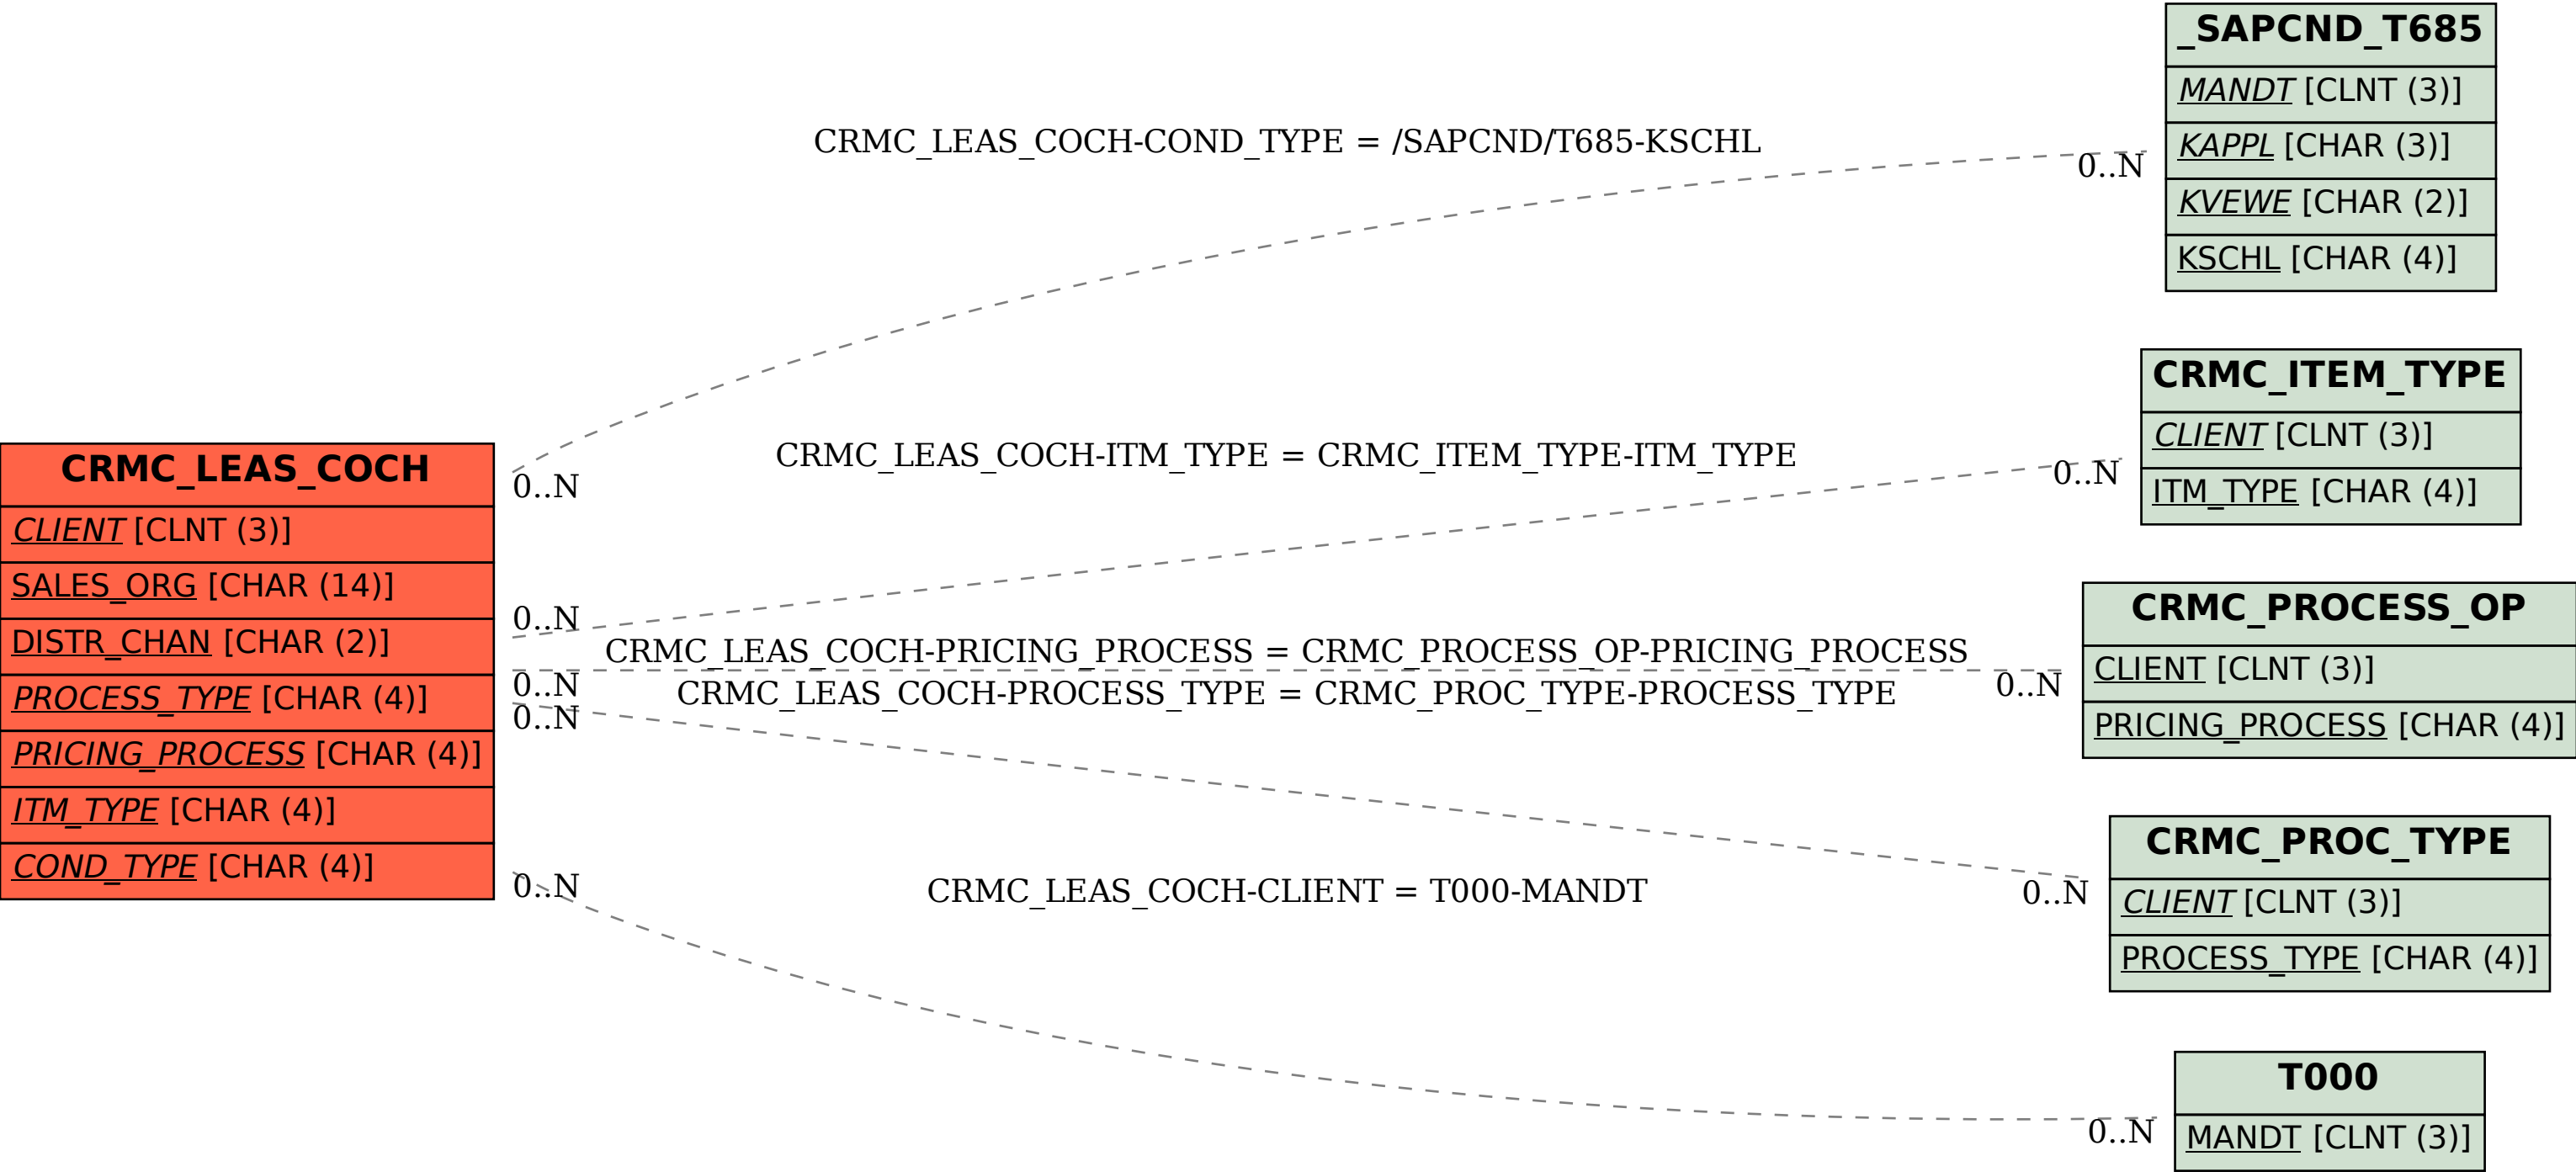 _SAPCND_T685
MANDT [CLNT (3)]
KAPPL [CHAR (3)]
KVEWE [CHAR (2)]
KSCHL [CHAR (4)]
CRMC_LEAS_COCH-COND_TYPE = /SAPCND/T685-KSCHL
0..N
0..N
CRMC_ITEM_TYPE
CLIENT [CLNT (3)]
ITM_TYPE [CHAR (4)]
CRMC_LEAS_COCH-ITM_TYPE = CRMC_ITEM_TYPE-ITM_TYPE
0..N
0..N
CRMC_LEAS_COCH
CLIENT [CLNT (3)]
SALES_ORG [CHAR (14)]
DISTR_CHAN [CHAR (2)]
PROCESS_TYPE [CHAR (4)]
PRICING_PROCESS [CHAR (4)]
ITM_TYPE [CHAR (4)]
COND_TYPE [CHAR (4)]
CRMC_LEAS_COCH-PRICING_PROCESS = CRMC_PROCESS_OP-PRICING_PROCESS
0..N
0..N
CRMC_PROCESS_OP
CLIENT [CLNT (3)]
PRICING_PROCESS [CHAR (4)]
CRMC_LEAS_COCH-PROCESS_TYPE = CRMC_PROC_TYPE-PROCESS_TYPE
0..N
0..N
CRMC_PROC_TYPE
CLIENT [CLNT (3)]
PROCESS_TYPE [CHAR (4)]
CRMC_LEAS_COCH-CLIENT = T000-MANDT
0..N
0..N
T000
MANDT [CLNT (3)]